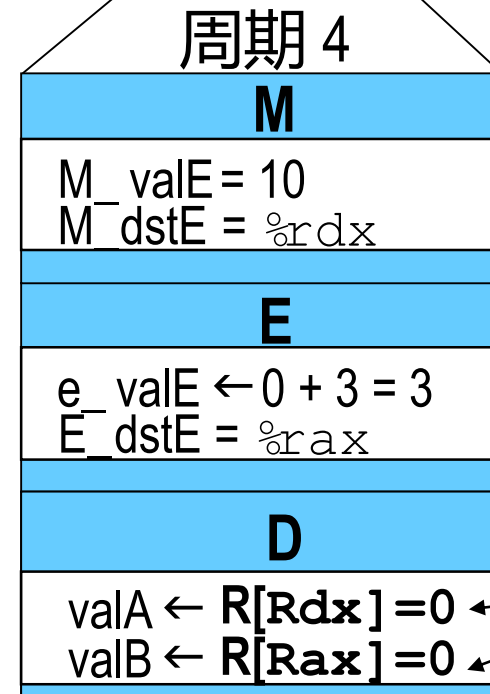 周期 4
M
M_ valE = 10
M_dstE = %rdx
E
e_ valE ← 0 + 3 = 3
E_dstE = %rax
D
valA ← R[Rdx]=0
valB ← R[Rax]=0